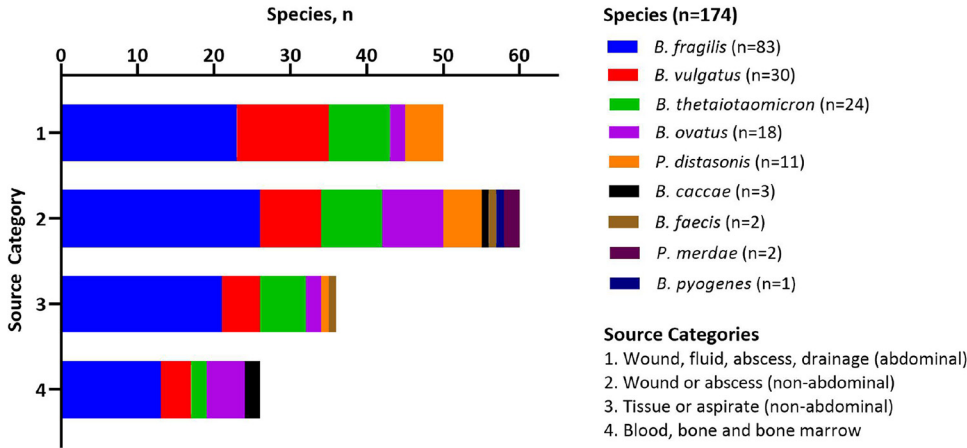 Species, n
0 10 20 30 40 50 60
Source Category
1
2
3
4
Species (n=174)
B. fragilis (n=83)
B. vulgatus (n=30)
B. thetaiotaomicron (n=24)
B. ovatus (n=18)
P. distasonis (n=11)
B. caccae (n=3)
B. faecis (n=2)
P. merdae (n=2)
B. pyogenes (n=1)
Source Categories
1. Wound, fluid, abscess, drainage (abdominal)
2. Wound or abscess (non-abdominal)
3. Tissue or aspirate (non-abdominal)
4. Blood, bone and bone marrow